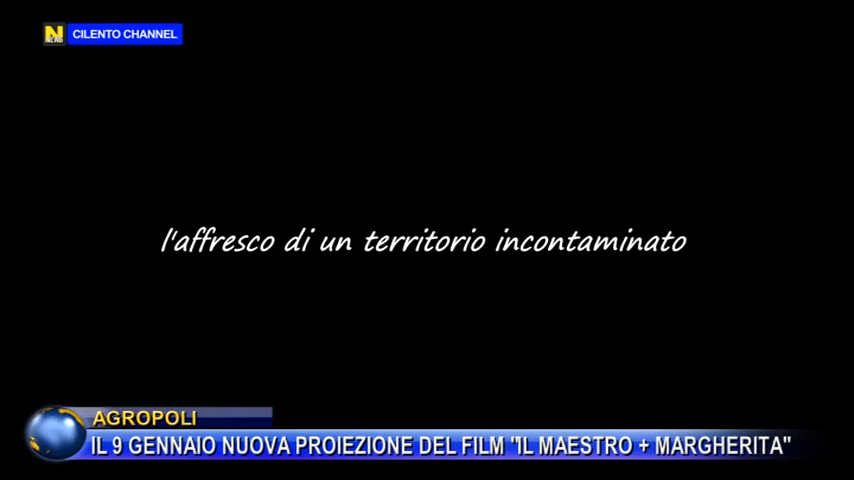 CILENTO CHANNEL
l'affresco di un territorio incontaminato
AGROPOLI
IL 9 GENNAIO NUOVA PROIEZIONE DEL FILM "IL MAESTRO + MARGHERITA"